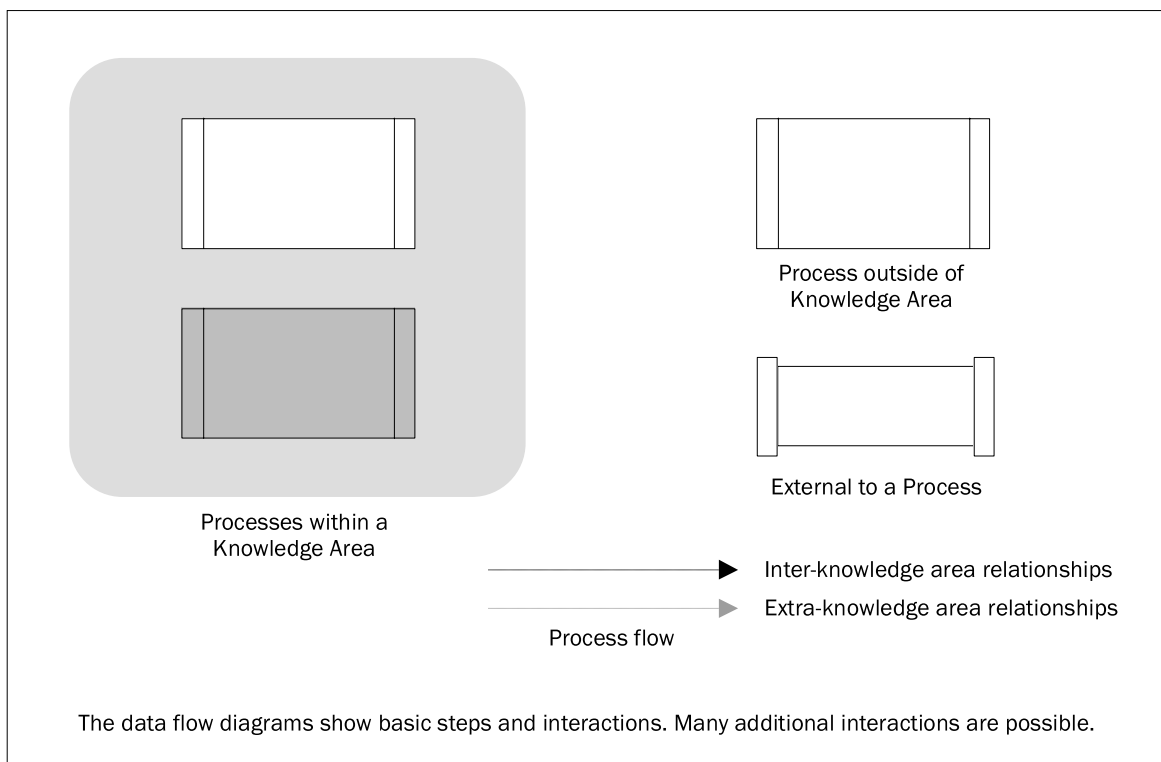 Process outside of
Knowledge Area
External to a Process
Processes within a
Knowledge Area
Inter-knowledge area relationships
Extra-knowledge area relationships
Process flow
The data flow diagrams show basic steps and interactions. Many additional interactions are possible.